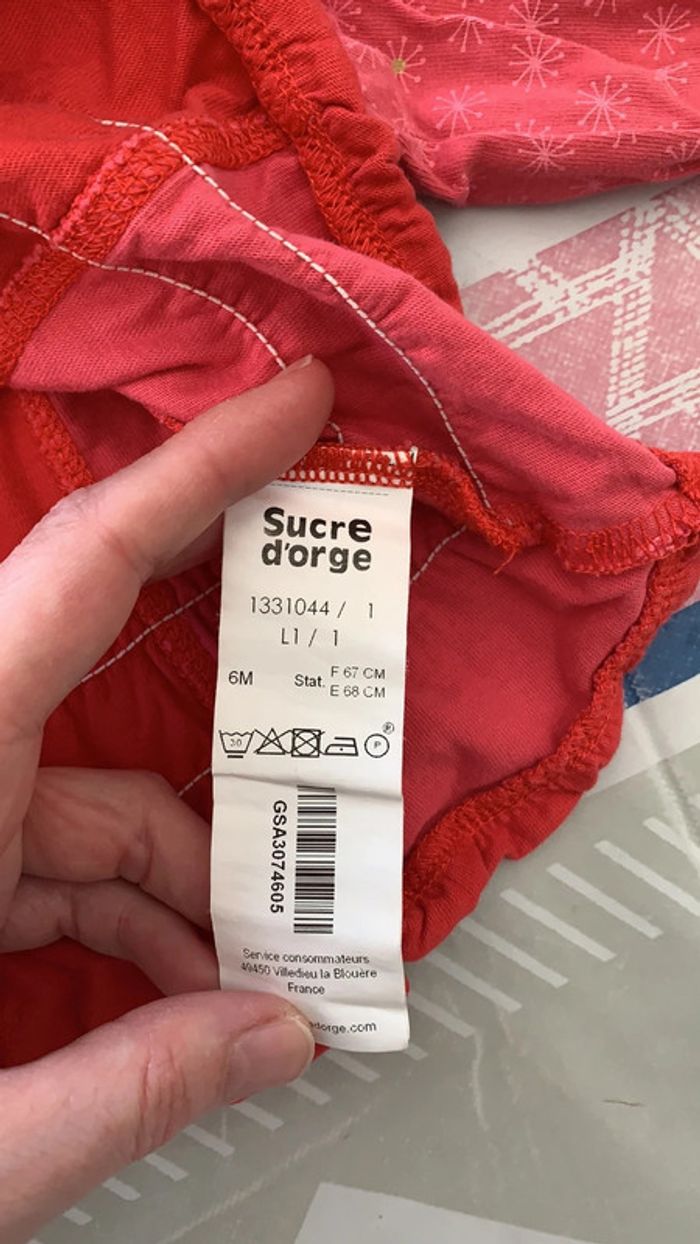 Sucre
d'orge
1331044 / 1
L1 / 1
6M Stat. F 67 CM
E 68 CM
30 P ®
GSA3074605
Service consommateurs
49450 Villedieu la Blouère
France
dorge.com